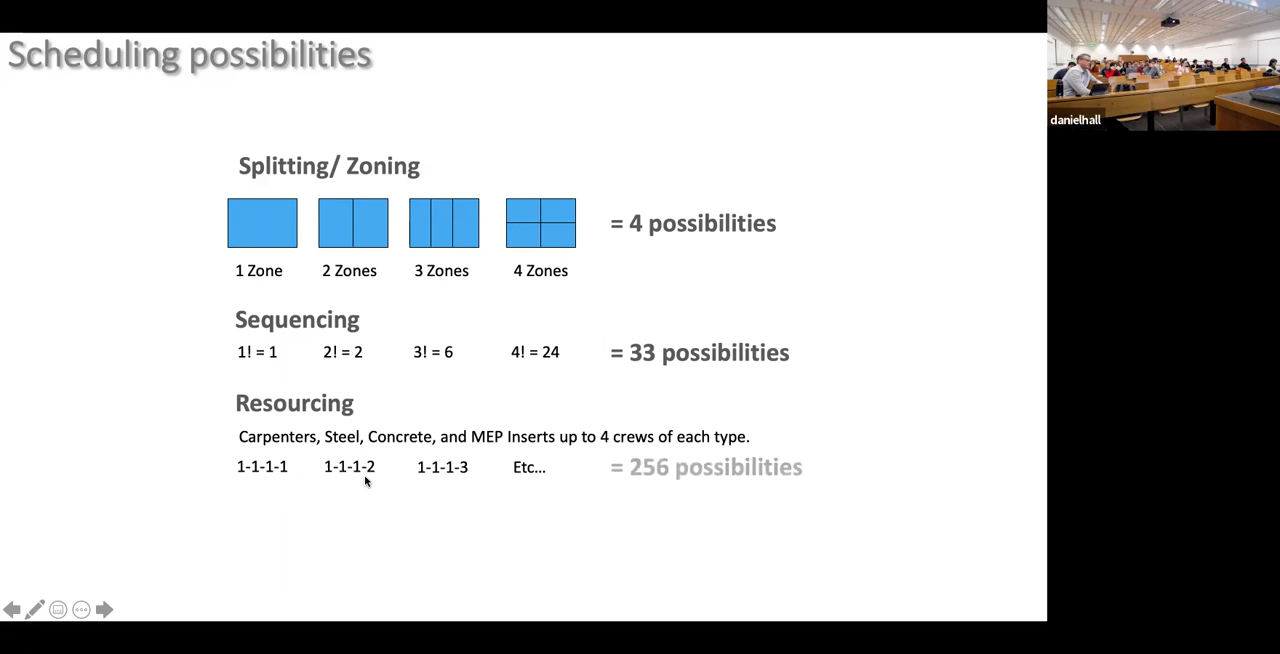 Scheduling possibilities
danielhall
Splitting/ Zoning
= 4 possibilities
1 Zone 2 Zones 3 Zones 4 Zones
Sequencing
1! = 1 2! = 2 3! = 6 4! = 24 = 33 possibilities
Resourcing
Carpenters, Steel, Concrete, and MEP Inserts up to 4 crews of each type.
1-1-1-1 1-1-1-2 1-1-1-3 Etc... = 256 possibilities